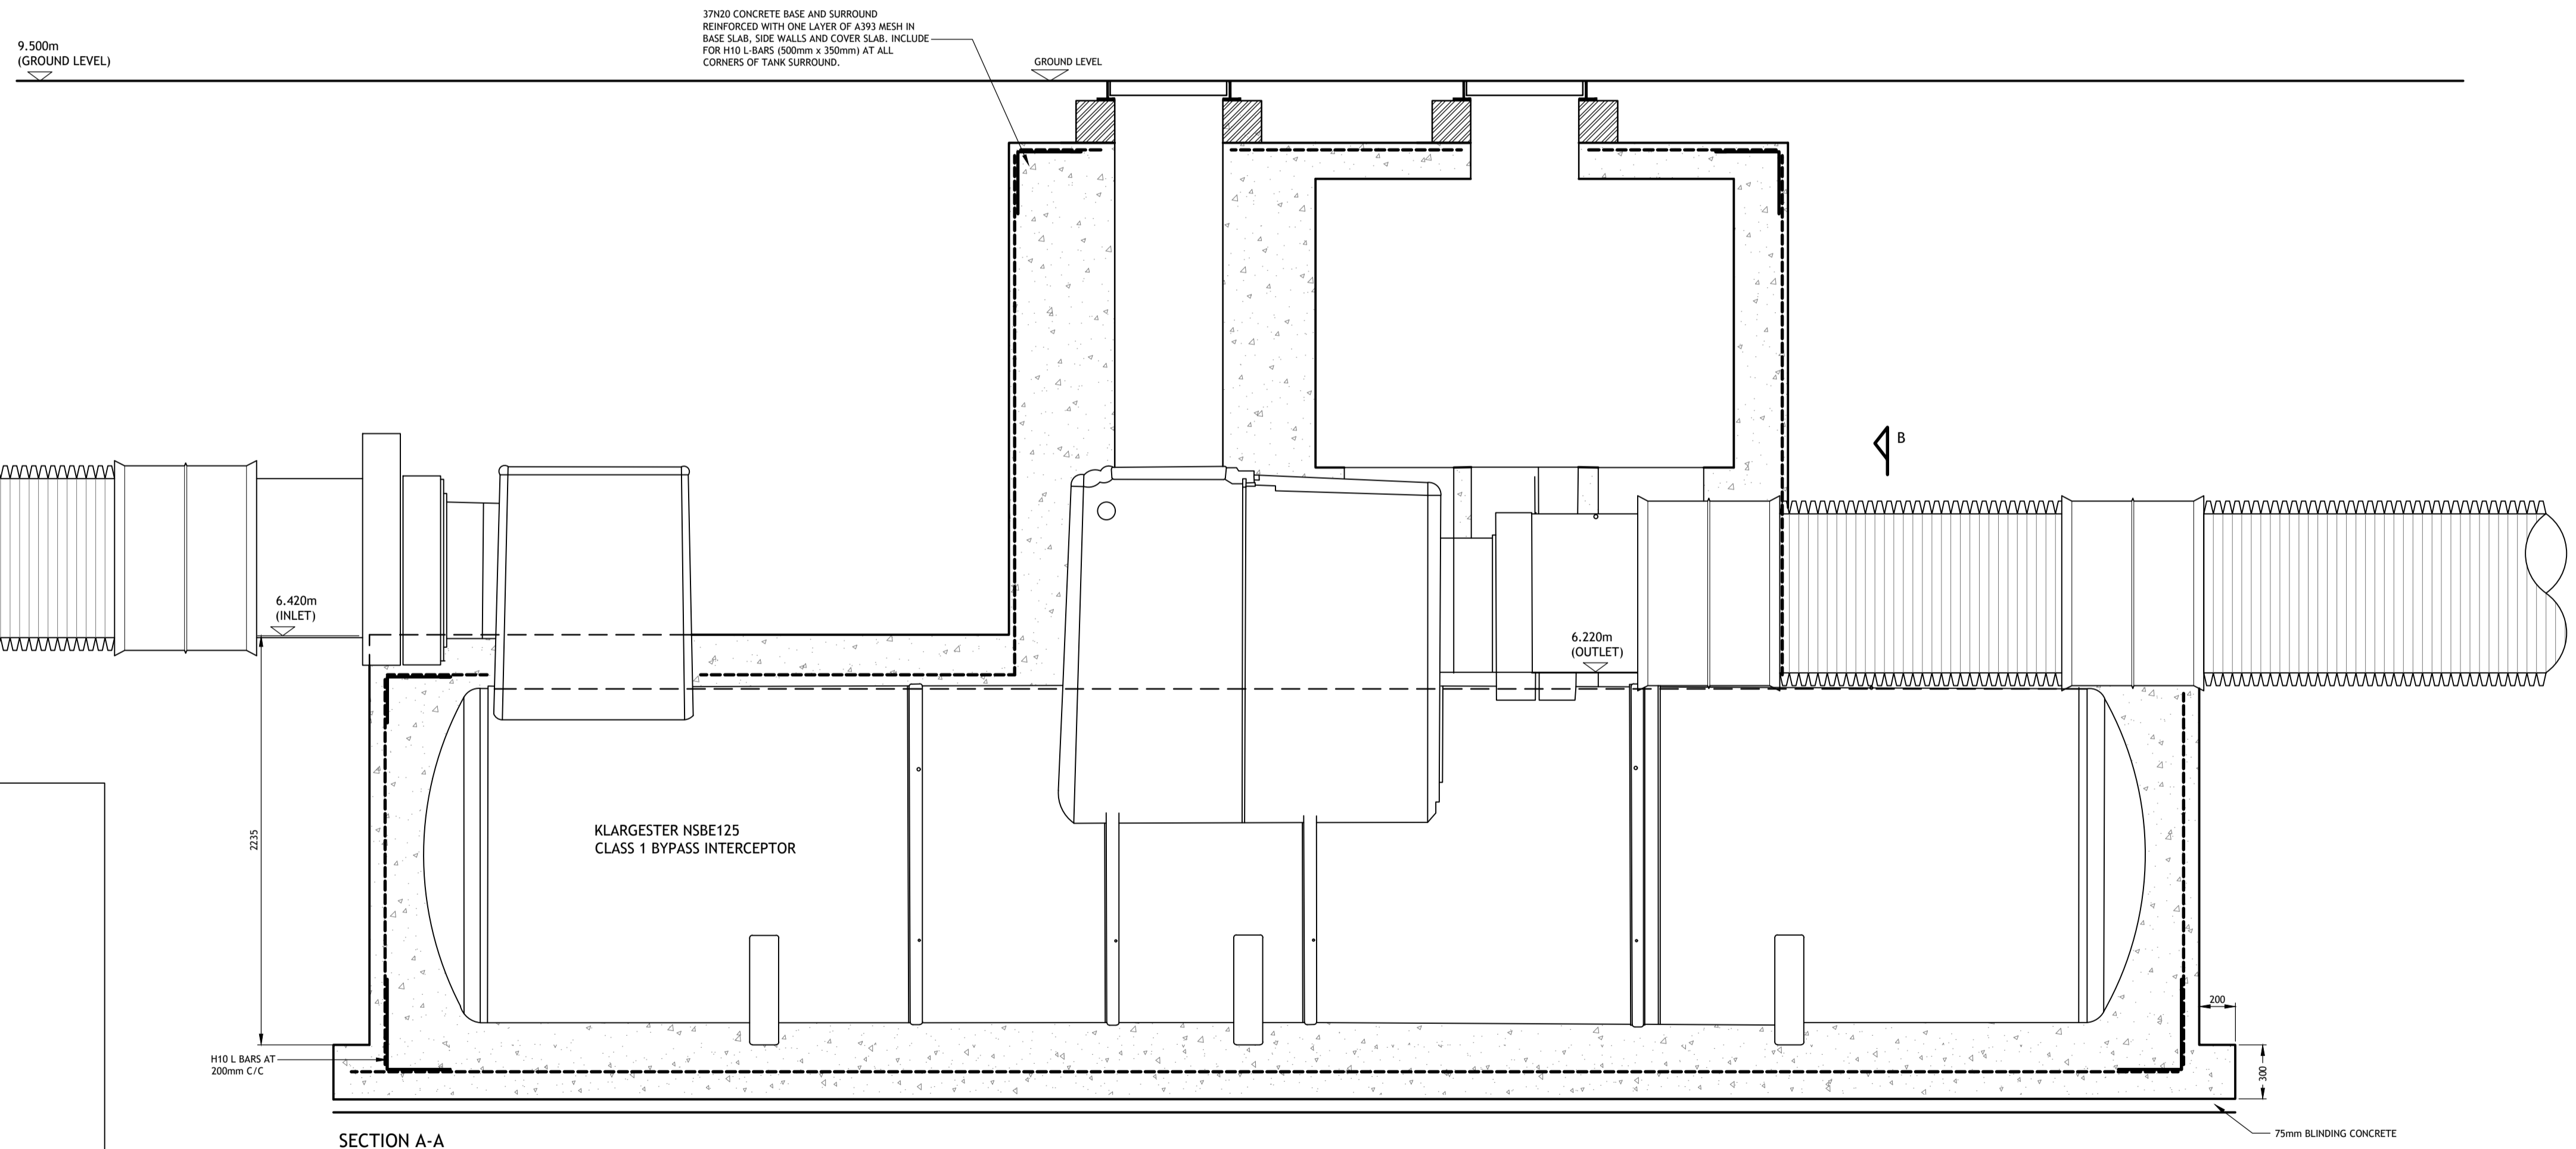 37N20 CONCRETE BASE AND SURROUND
REINFORCED WITH ONE LAYER OF A393 MESH IN
BASE SLAB, SIDE WALLS AND COVER SLAB. INCLUDE
FOR H10 L-BARS (500mm x 350mm) AT ALL
CORNERS OF TANK SURROUND.
9.500m
(GROUND LEVEL)
GROUND LEVEL
B
6.420m
(INLET)
6.220m
(OUTLET)
2235
KLARGESTER NSBE125
CLASS 1 BYPASS INTERCEPTOR
200
300
H10 L BARS AT
200mm C/C
75mm BLINDING CONCRETE
SECTION A-A